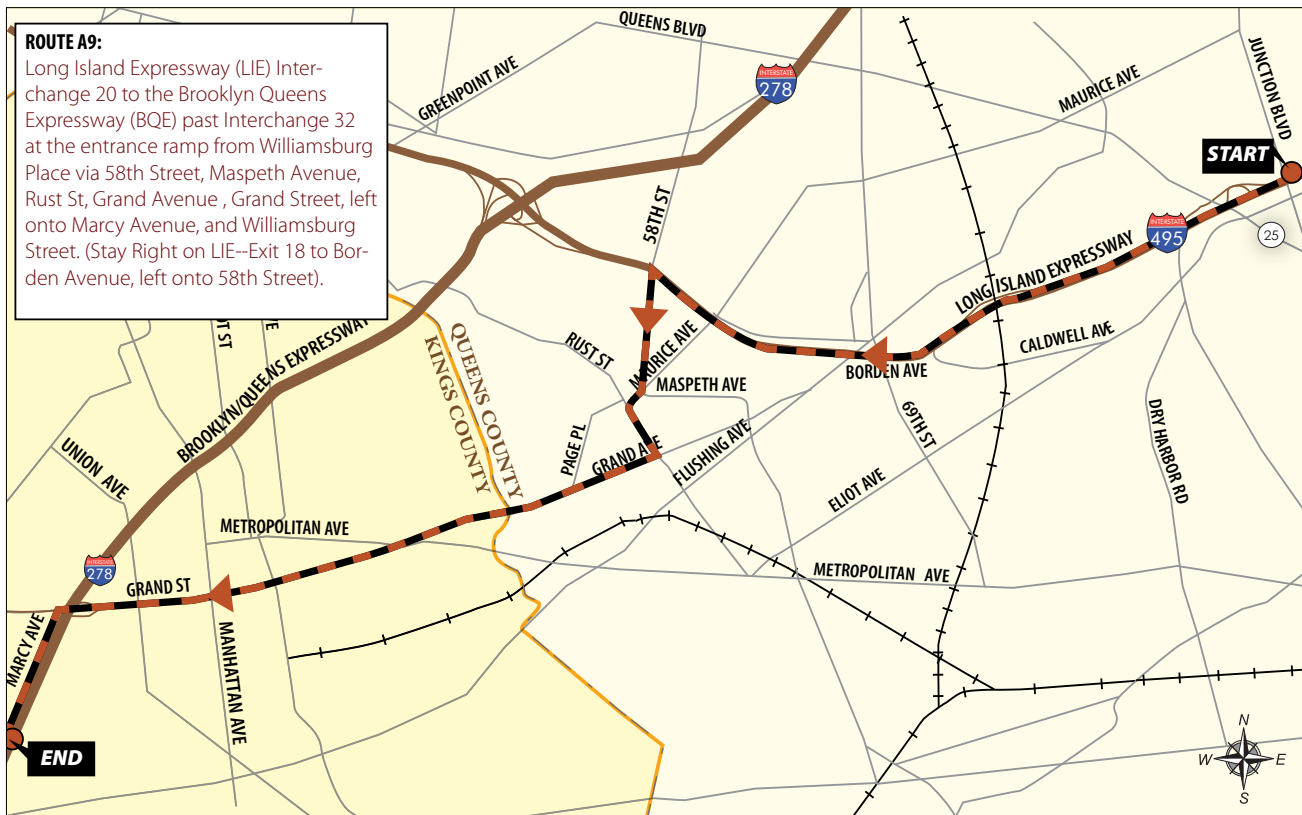 ROUTE A9:
Long Island Expressway (LIE) Inter-
change 20 to the Brooklyn Queens
Expressway (BQE) past Interchange 32
at the entrance ramp from Williamsburg
Place via 58th Street, Maspeth Avenue,
Rust St, Grand Avenue , Grand Street, left
onto Marcy Avenue, and Williamsburg
Street. (Stay Right on LIE--Exit 18 to Bor-
den Avenue, left onto 58th Street).
QUEENS BLVD
GREENPOINT AVE
INTERSTATE
278
MAURICE AVE
JUNCTION BLVD
START
58TH ST
INTERSTATE
495
25
LONG ISLAND EXPRESSWAY
CALDWELL AVE
BORDEN AVE
RUST ST
MAURICE AVE
MASPETH AVE
QUEENS COUNTY
KINGS COUNTY
BROOKLYN/QUEENS EXPRESSWAY
ST
AVE
69TH ST
DRY HARBOR RD
PAGE PL
GRAND AVE
FLUSHING AVE
ELIOT AVE
UNION AVE
METROPOLITAN AVE
METROPOLITAN AVE
INTERSTATE
278
GRAND ST
MANHATTAN AVE
MARCY AVE
END
N
W
E
S